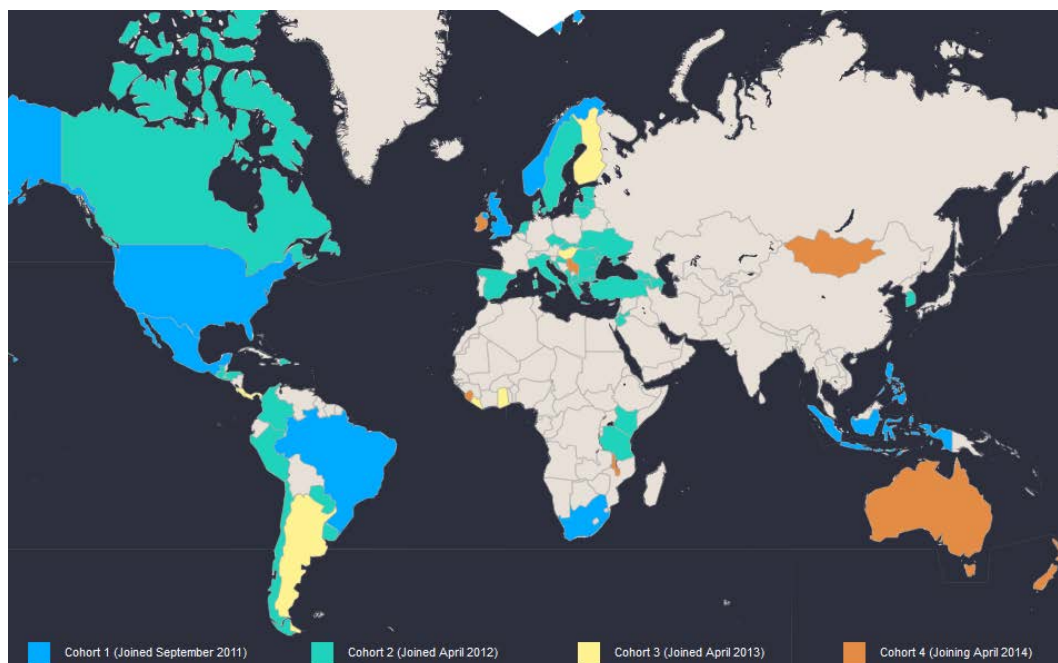 Cohort 1 (Joined September 2011)
Cohort 2 (Joined April 2012)
Cohort 3 (Joined April 2013)
Cohort 4 (Joining April 2014)